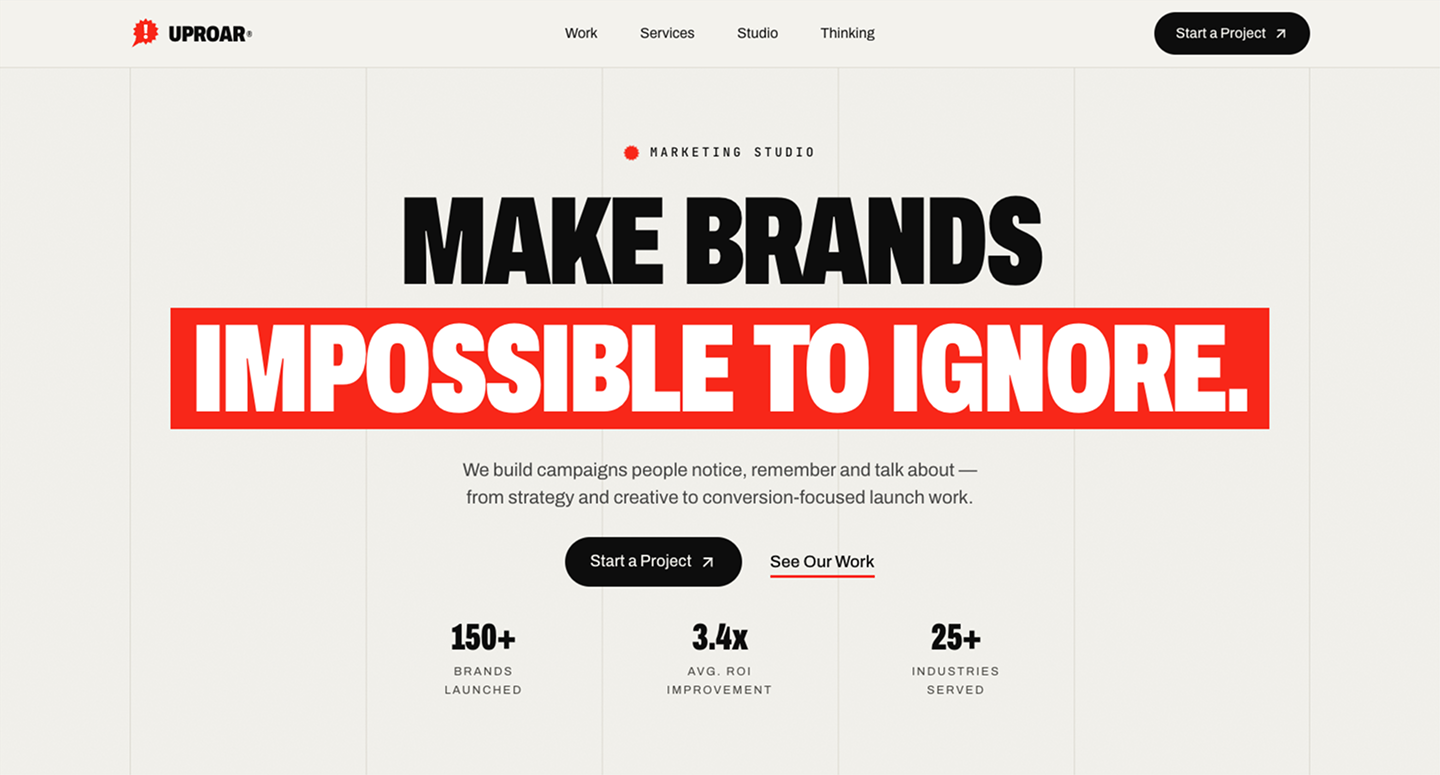 UPROAR®
Work Services Studio Thinking
Start a Project
MARKETING STUDIO
MAKE BRANDS
IMPOSSIBLE TO IGNORE.
We build campaigns people notice, remember and talk about —
from strategy and creative to conversion-focused launch work.
Start a Project
See Our Work
150+
BRANDS
LAUNCHED
3.4x
AVG. ROI
IMPROVEMENT
25+
INDUSTRIES
SERVED